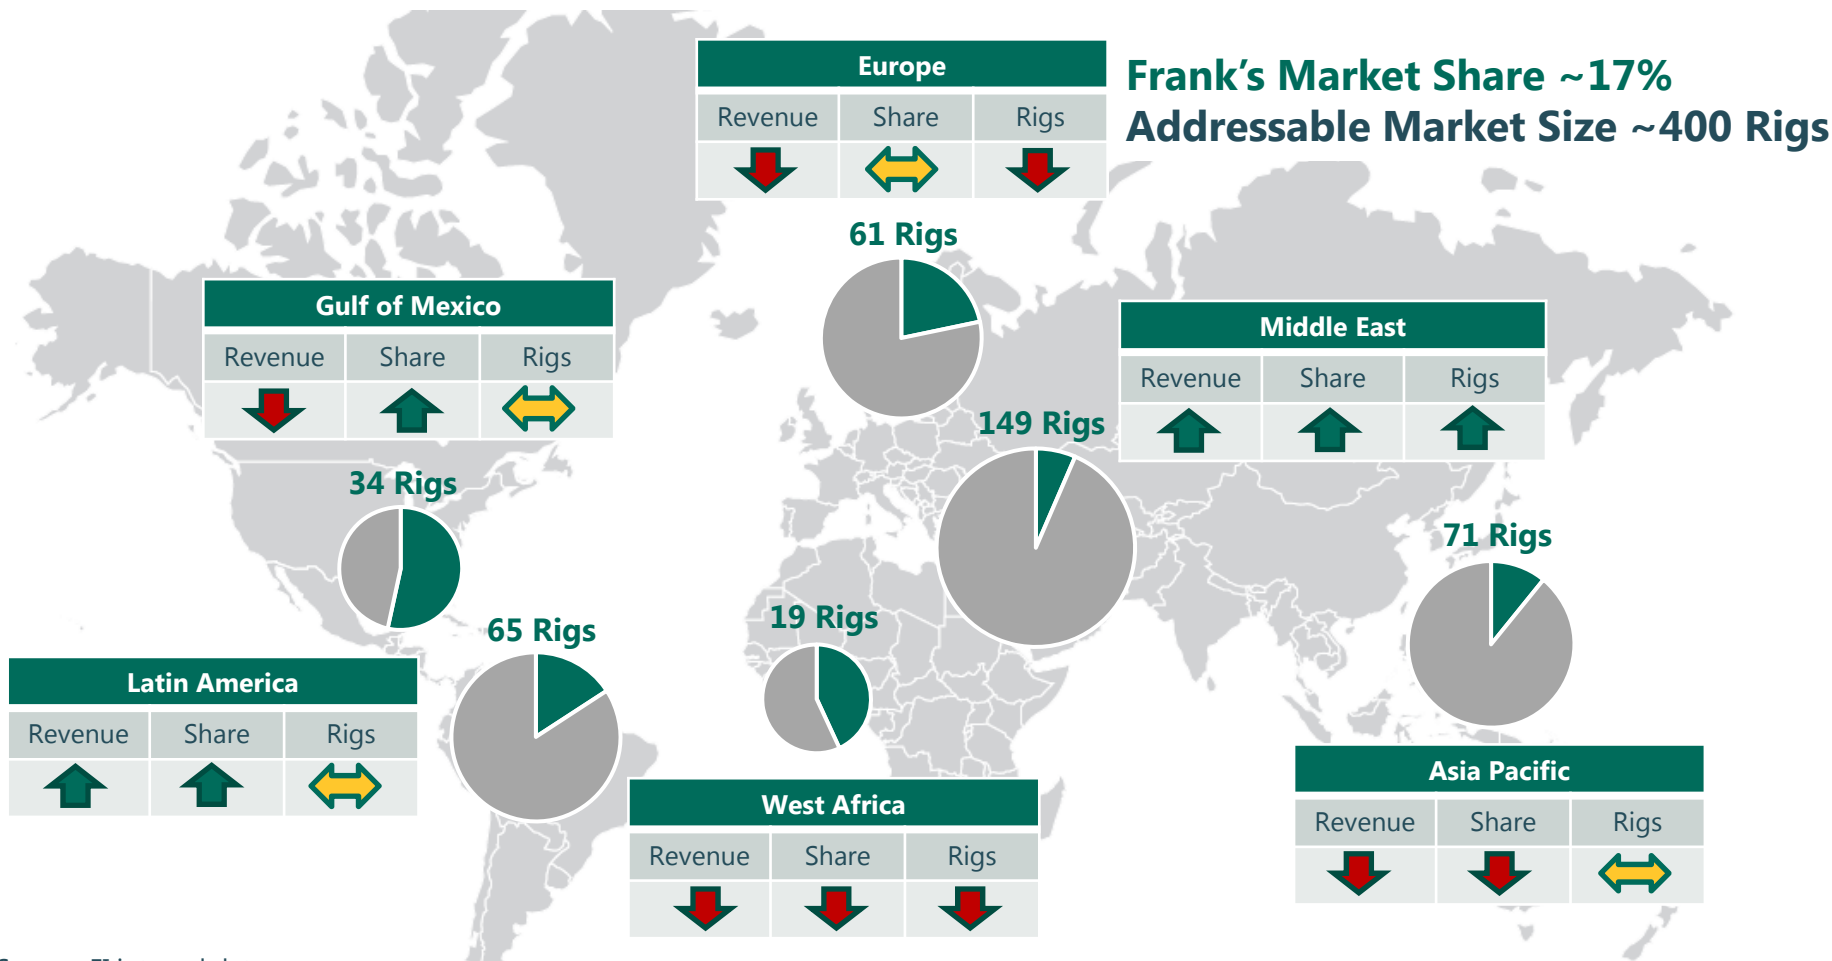 Europe
Revenue Share Rigs
Frank’s Market Share ~17%
Addressable Market Size ~400 Rigs
61 Rigs
Gulf of Mexico
Revenue Share Rigs
Middle East
Revenue Share Rigs
149 Rigs
34 Rigs
71 Rigs
19 Rigs
65 Rigs
Latin America
Revenue Share Rigs
West Africa
Revenue Share Rigs
Asia Pacific
Revenue Share Rigs